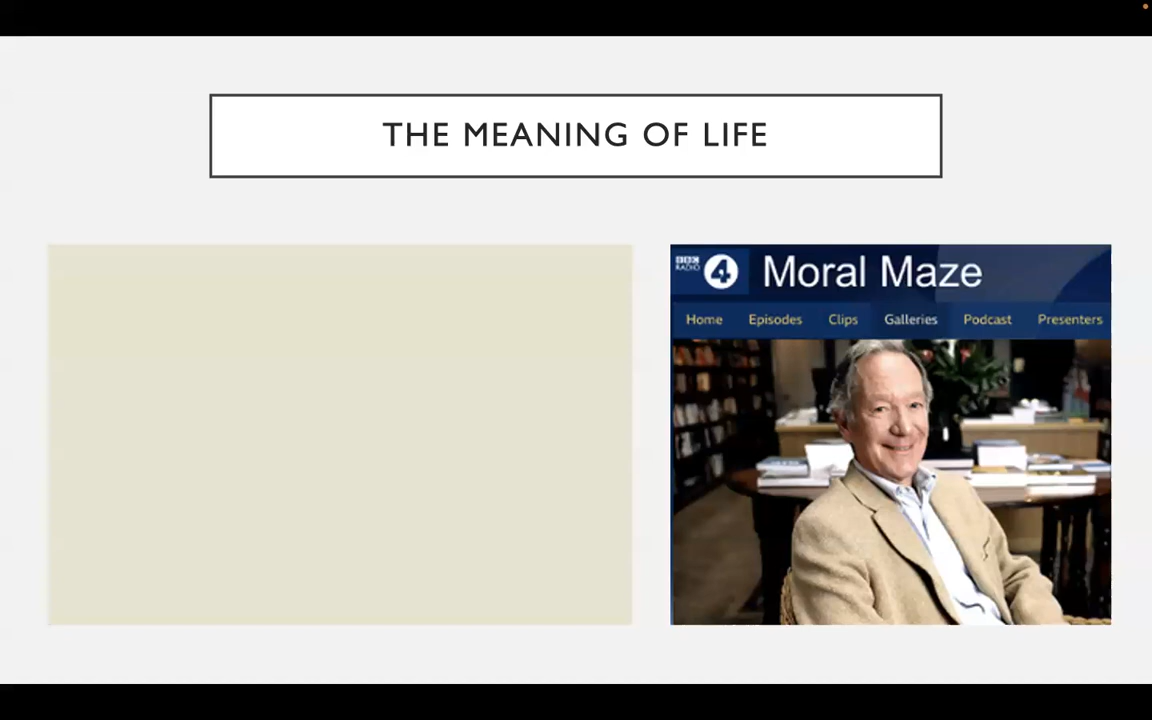 THE MEANING OF LIFE
BBC
RADIO
4
Moral Maze
Home Episodes Clips Galleries Podcast Presenters